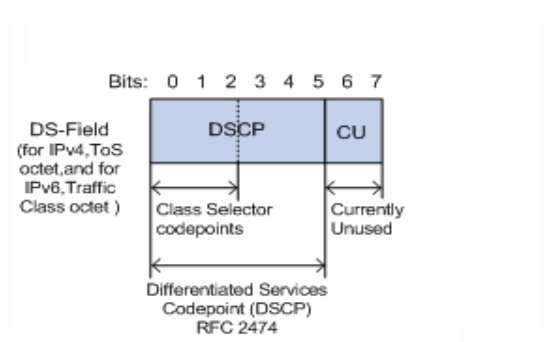 Bits: 0 1 2 3 4 5 6 7
DS-Field
(for IPv4,ToS
octet,and for
IPv6,Traffic
Class octet )
DSCP
CU
Class Selector
codepoints
Currently
Unused
Differentiated Services
Codepoint (DSCP)
RFC 2474